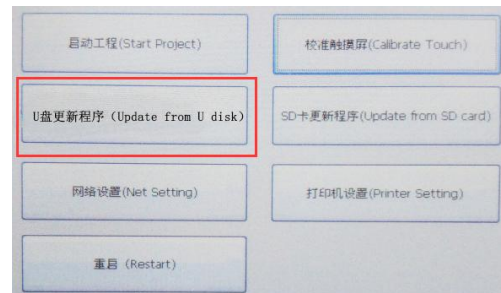 启动工程(Start Project)
校准触摸屏(Calibrate Touch)
U盘更新程序（Update from U disk）
SD卡更新程序(Update from SD card)
网络设置(Net Setting)
打印机设置(Printer Setting)
重启（Restart）